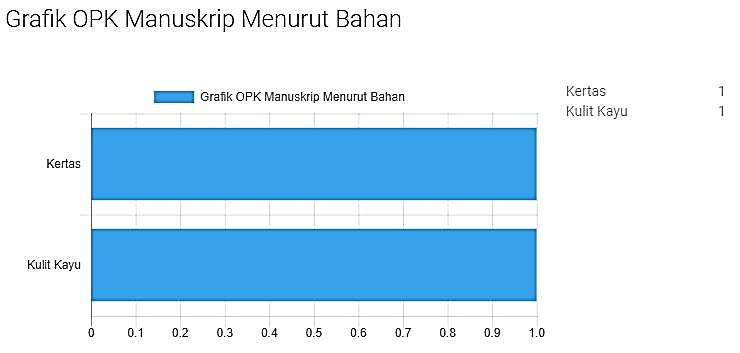 Grafik OPK Manuskrip Menurut Bahan
Grafik OPK Manuskrip Menurut Bahan
Kertas 1
Kulit Kayu 1
Kertas
Kulit Kayu
0 0.1 0.2 0.3 0.4 0.5 0.6 0.7 0.8 0.9 1.0